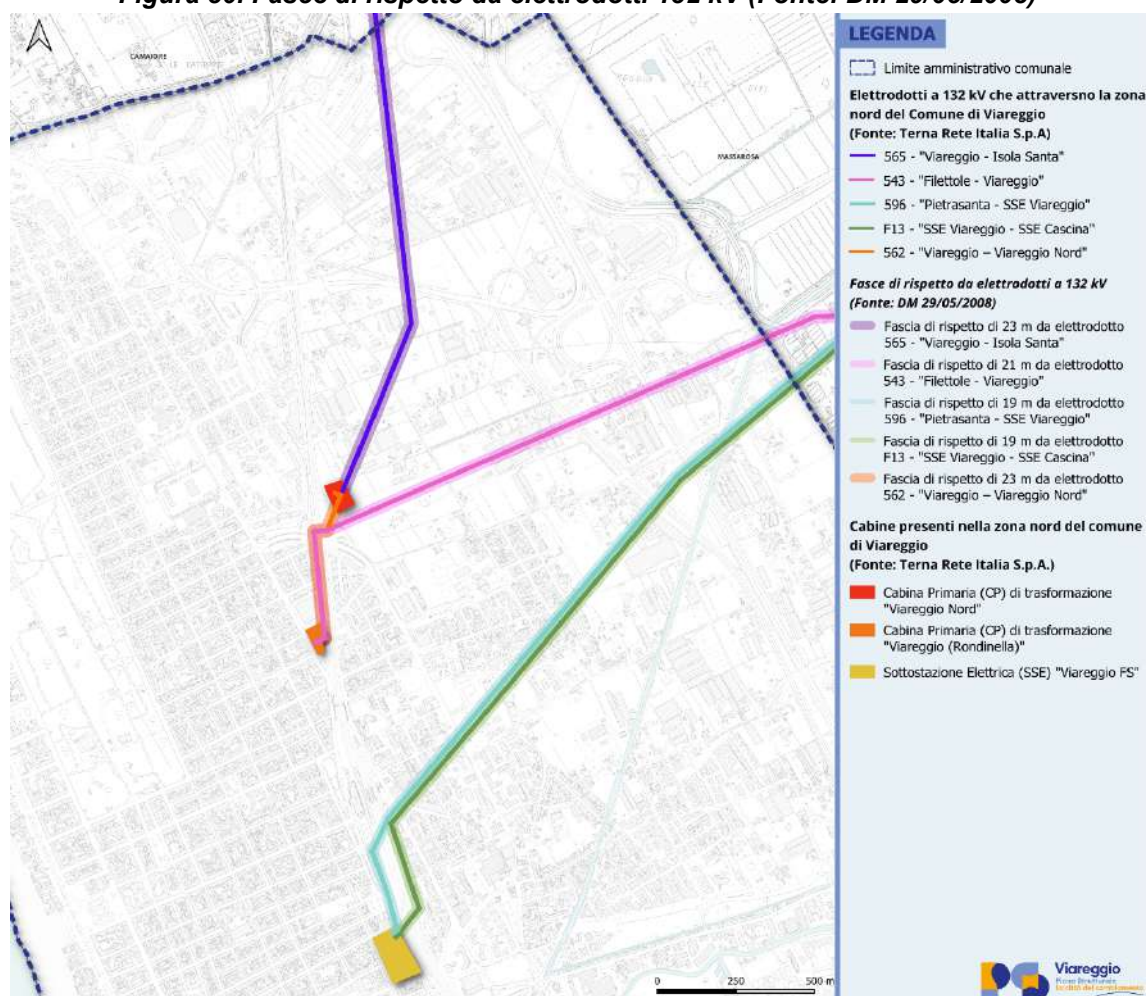 Figura 60: Fasce di rispetto da elettrodotti 132 kV (Fonte: DM 29/05/2008)
CAMAIORE
MASSAROSA
0 250 500 m
LEGENDA
Limite amministrativo comunale
Elettrodotti a 132 kV che attraversno la zona
nord del Comune di Viareggio
(Fonte: Terna Rete Italia S.p.A)
565 - "Viareggio - Isola Santa"
543 - "Filettole - Viareggio"
596 - "Pietrasanta - SSE Viareggio"
F13 - "SSE Viareggio - SSE Cascina"
562 - "Viareggio – Viareggio Nord"
Fasce di rispetto da elettrodotti a 132 kV
(Fonte: DM 29/05/2008)
Fascia di rispetto di 23 m da elettrodotto
565 - "Viareggio - Isola Santa"
Fascia di rispetto di 21 m da elettrodotto
543 - "Filettole - Viareggio"
Fascia di rispetto di 19 m da elettrodotto
596 - "Pietrasanta - SSE Viareggio"
Fascia di rispetto di 19 m da elettrodotto
F13 - "SSE Viareggio - SSE Cascina"
Fascia di rispetto di 23 m da elettrodotto
562 - "Viareggio – Viareggio Nord"
Cabine presenti nella zona nord del comune
di Viareggio
(Fonte: Terna Rete Italia S.p.A.)
Cabina Primaria (CP) di trasformazione
"Viareggio Nord"
Cabina Primaria (CP) di trasformazione
"Viareggio (Rondinella)"
Sottostazione Elettrica (SSE) "Viareggio FS"
Viareggio
Piano Strutturale